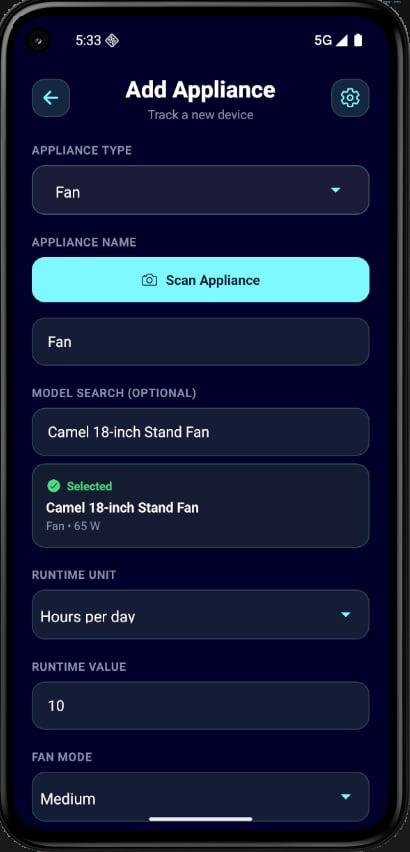 5:33
5G
Add Appliance
Track a new device
APPLIANCE TYPE
Fan
APPLIANCE NAME
Scan Appliance
Fan
MODEL SEARCH (OPTIONAL)
Camel 18-inch Stand Fan
Selected
Camel 18-inch Stand Fan
Fan • 65 W
RUNTIME UNIT
Hours per day
RUNTIME VALUE
10
FAN MODE
Medium